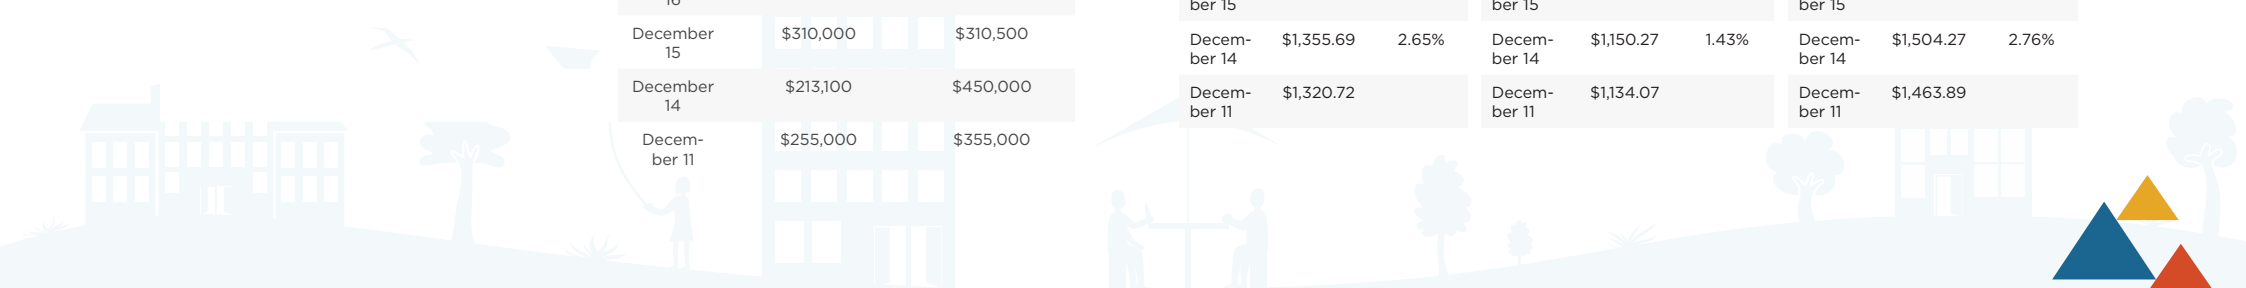 16
December $310,000 $310,500
15
December $213,100 $450,000
14
Decem- $255,000 $355,000
ber 11
ber 15 ber 15 ber 15
Decem- $1,355.69 2.65% Decem- $1,150.27 1.43% Decem- $1,504.27 2.76%
ber 14 ber 14 ber 14
Decem- $1,320.72 Decem- $1,134.07 Decem- $1,463.89
ber 11 ber 11 ber 11